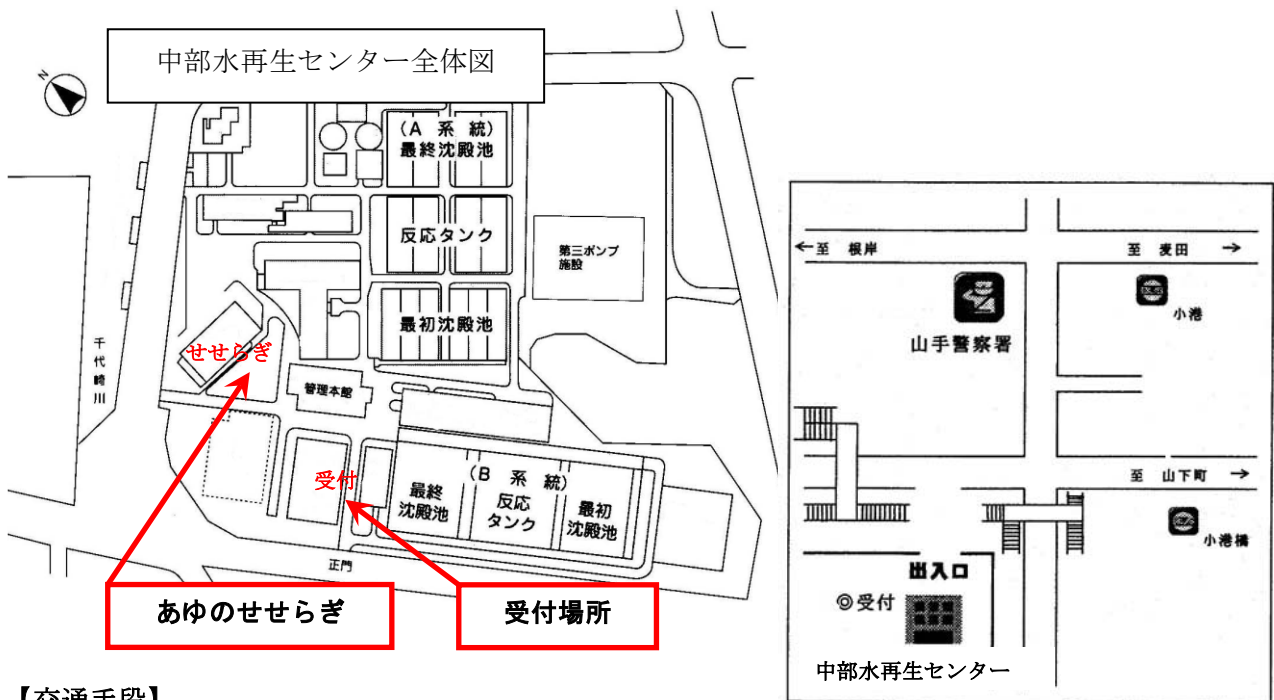 中部水再生センター全体図
N
(A 系 統)
最終沈殿池
反応タンク
第三ポンプ
施設
最初沈殿池
せせらぎ
千代崎川
管理本館
受付
(B 系 統)
最終
沈殿池
反応
タンク
最初
沈殿池
正門
あゆのせせらぎ
受付場所
←至 根岸
至 麦田 →
小港
山手警察署
至 山下町 →
小港橋
出入口
◎受付
中部水再生センター
【交通手段】